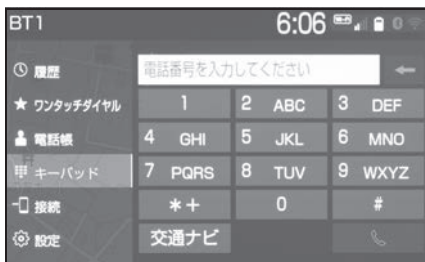 BT1 6:06
履歴 電話番号を入力してください
ワンタッチダイヤル 1 2 ABC 3 DEF
電話帳 4 GHI 5 JKL 6 MNO
キーパッド 7 PQRS 8 TUV 9 WXYZ
接続 *+ 0 #
設定 交通ナビ